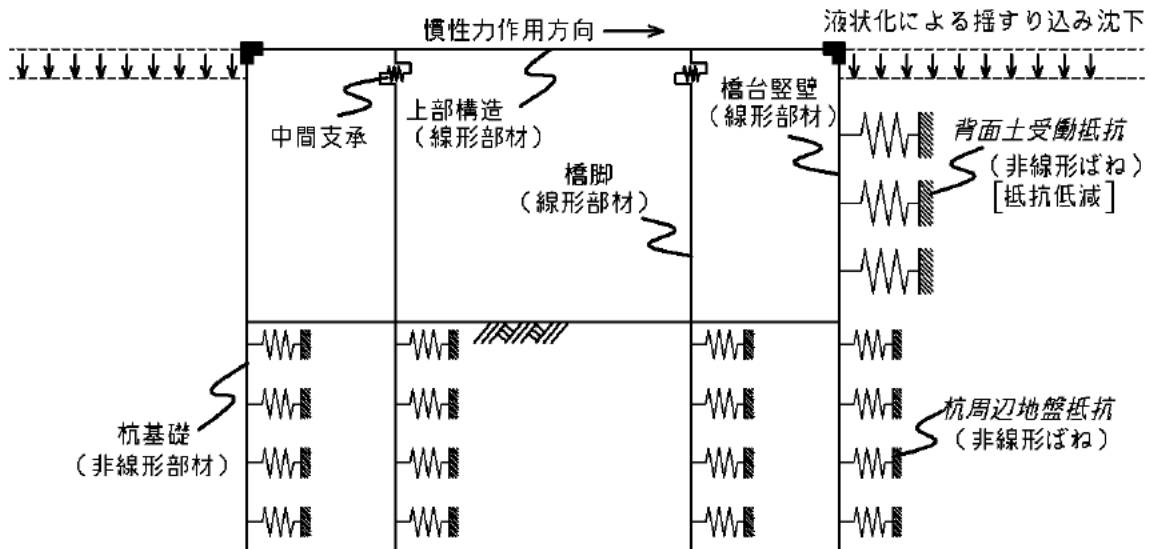 慣性力作用方向
液状化による揺すり込み沈下
中間支承
上部構造
(線形部材)
橋台竪壁
(線形部材)
背面土受働抵抗
(非線形ばね)
[抵抗低減]
橋脚
(線形部材)
杭基礎
(非線形部材)
杭周辺地盤抵抗
(非線形ばね)